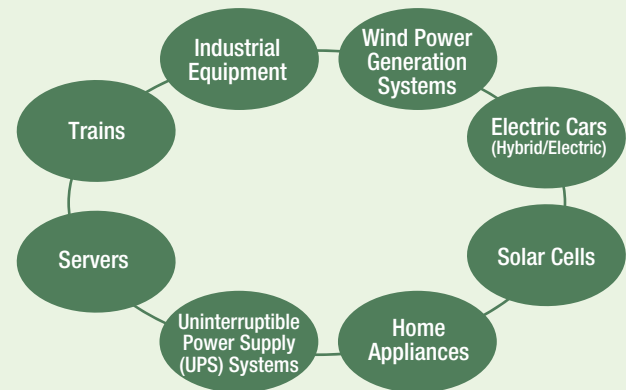 Industrial
Equipment
Wind Power
Generation
Systems
Electric Cars
(Hybrid/Electric)
Solar Cells
Home
Appliances
Uninterruptible
Power Supply
(UPS) Systems
Servers
Trains